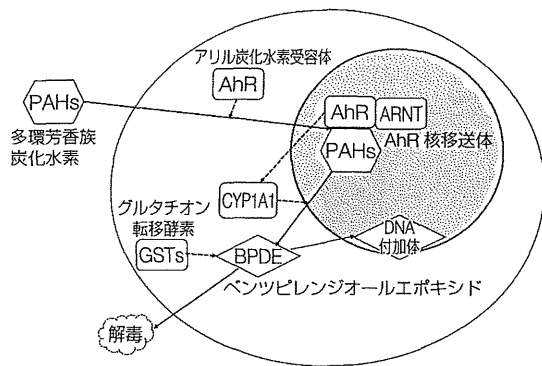 アリル炭化水素受容体
AhR
PAHs
多環芳香族
炭化水素
AhR
ARNT
AhR 核移送体
PAHs
CYP1A1
グルタチオン
転移酵素
GSTs
BPDE
DNA
付加体
ベンツピレンジオールエポキシド
解毒